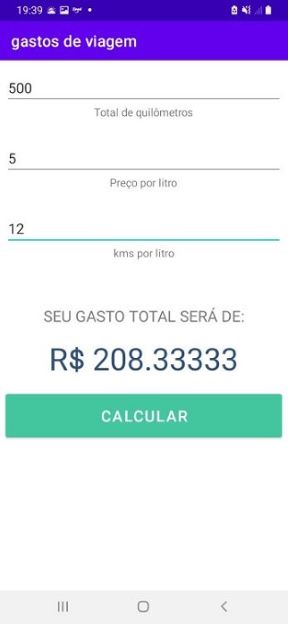 19:39
gastos de viagem
500
Total de quilômetros
5
Preço por litro
12
kms por litro
SEU GASTO TOTAL SERÁ DE:
R$ 208.33333
CALCULAR